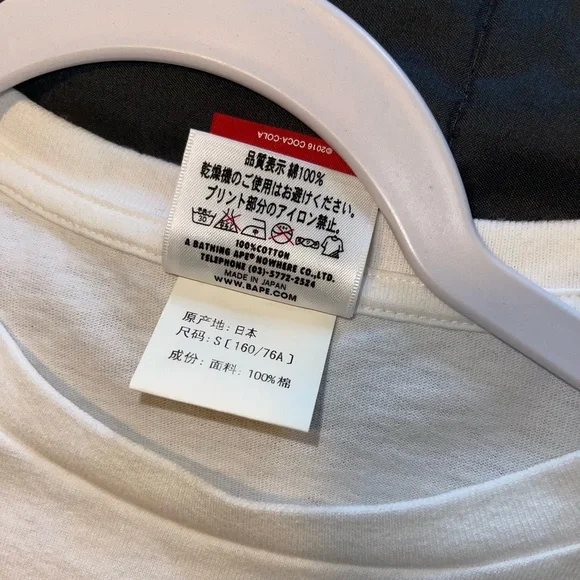 ©2016 COCA-COLA
品質表示 綿100%
乾燥機のご使用はお避けください。
プリント部分のアイロン禁止。
100%COTTON
A BATHING APE® NOWHERE CO., LTD.
TELEPHONE (03)-5772-2524
MADE IN JAPAN
WWW.BAPE.COM
原产地: 日本
尺码: S[160/76A]
成份: 面料: 100%棉